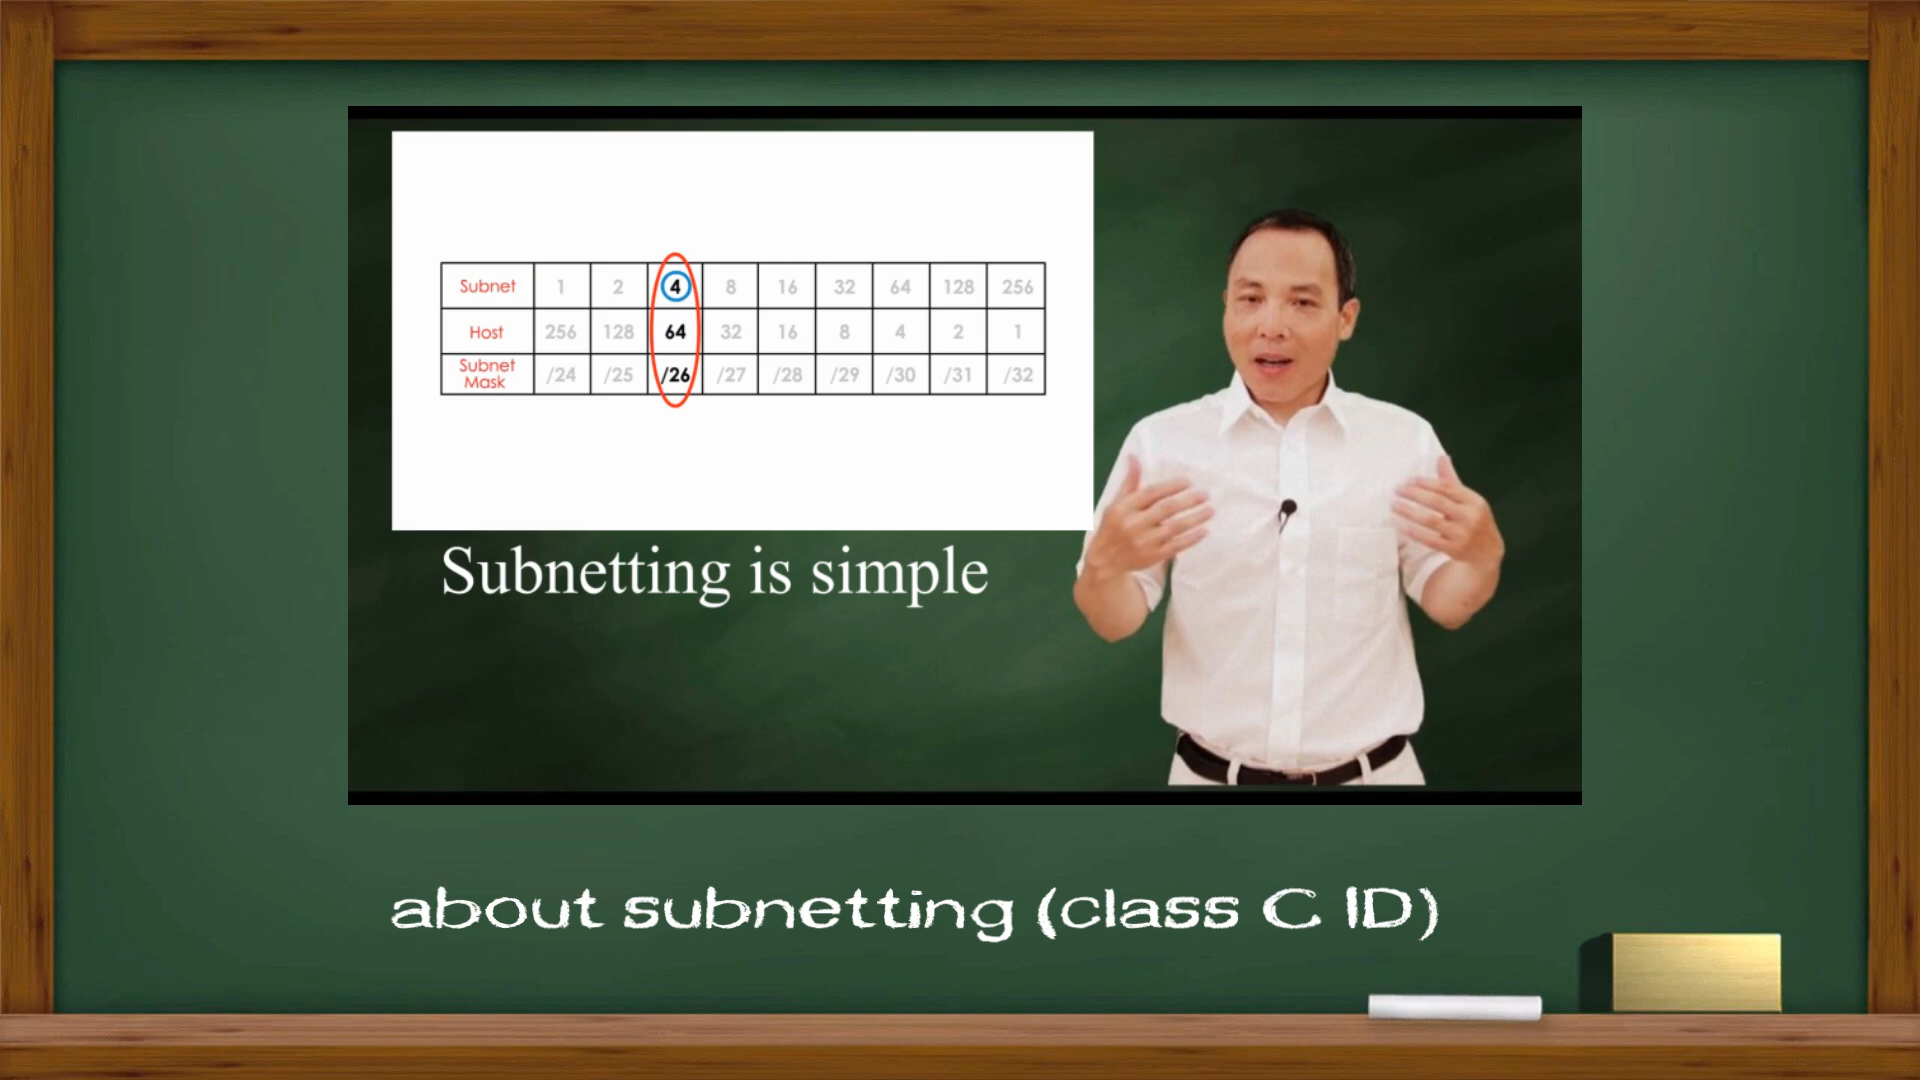 Subnet 1 2 4 8 16 32 64 128 256
Host 256 128 64 32 16 8 4 2 1
Subnet Mask /24 /25 /26 /27 /28 /29 /30 /31 /32
Subnetting is simple
about subnetting (class C ID)